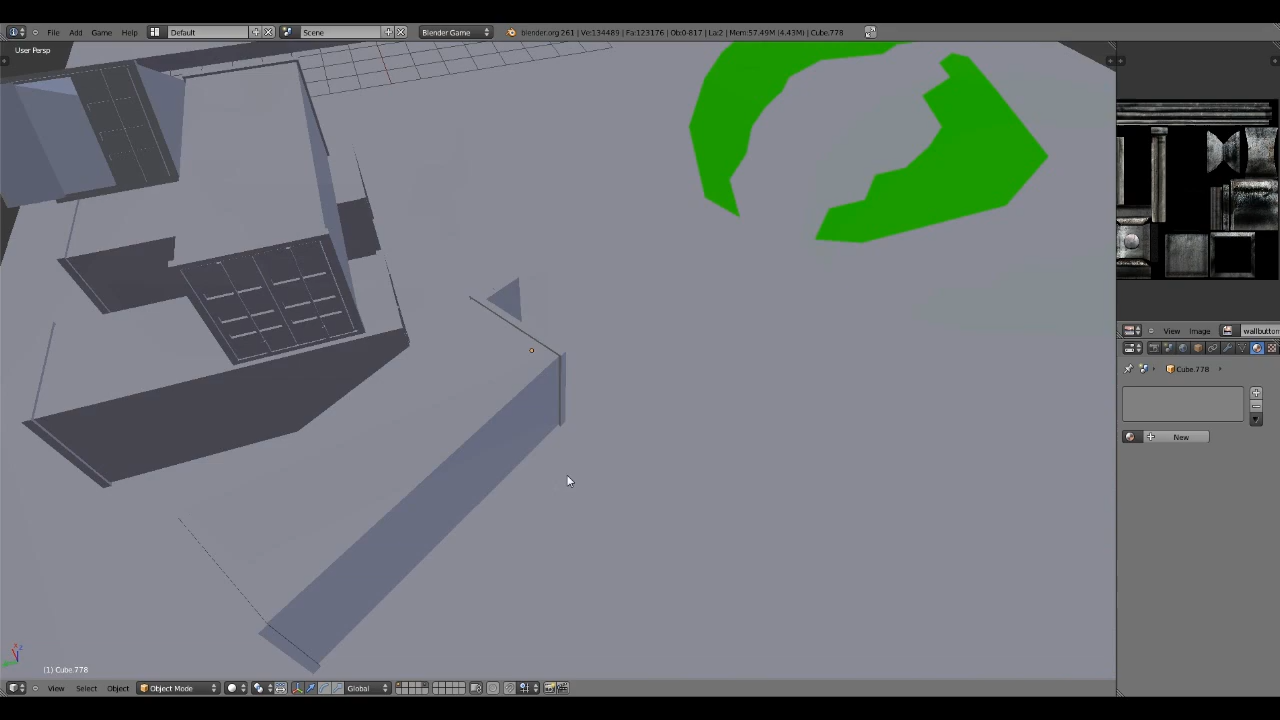 File Add Game Help Default Scene Blender Game blender.org 261 | Ve:134489 | Fa:123176 | Ob:0-817 | La:2 | Mem:57.49M (4.43M) | Cube.778
User Persp
View Image wallbutton
Cube.778
New
(1) Cube.778
View Select Object Object Mode Global